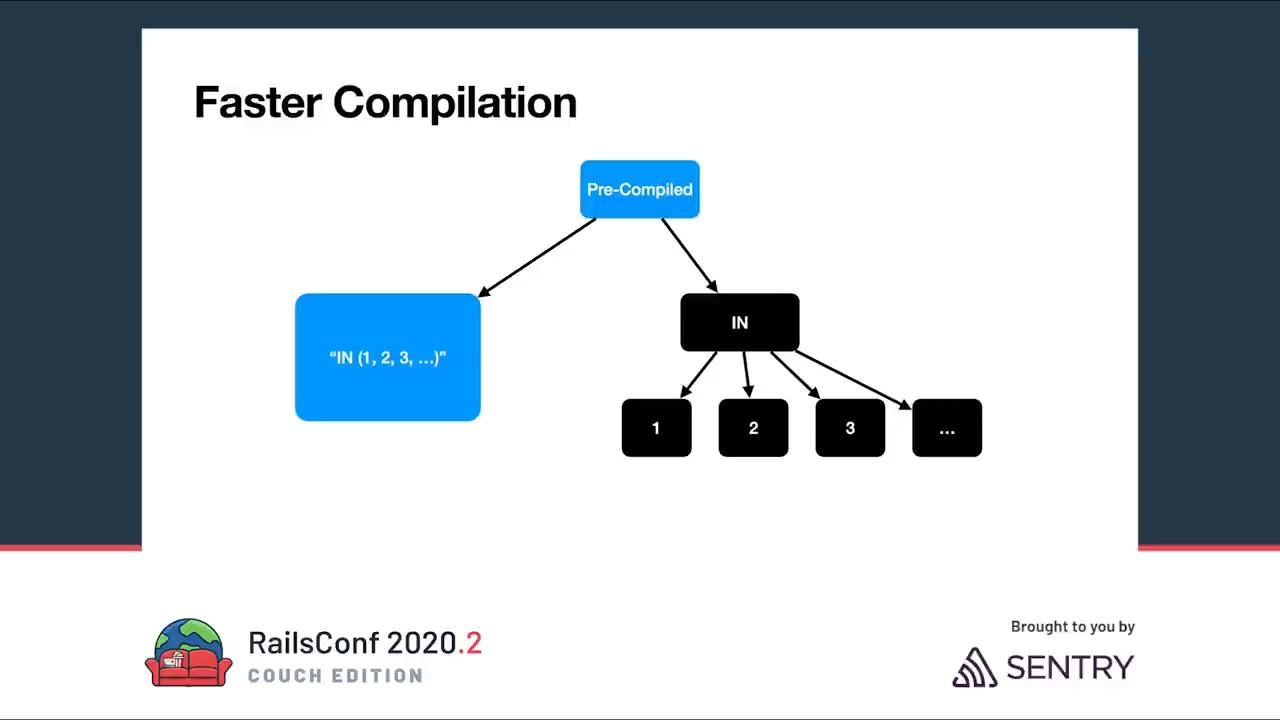 Faster Compilation
Pre-Compiled
“IN (1, 2, 3, ...)”
IN
1
2
3
...
RailsConf 2020.2
COUCH EDITION
Brought to you by
SENTRY